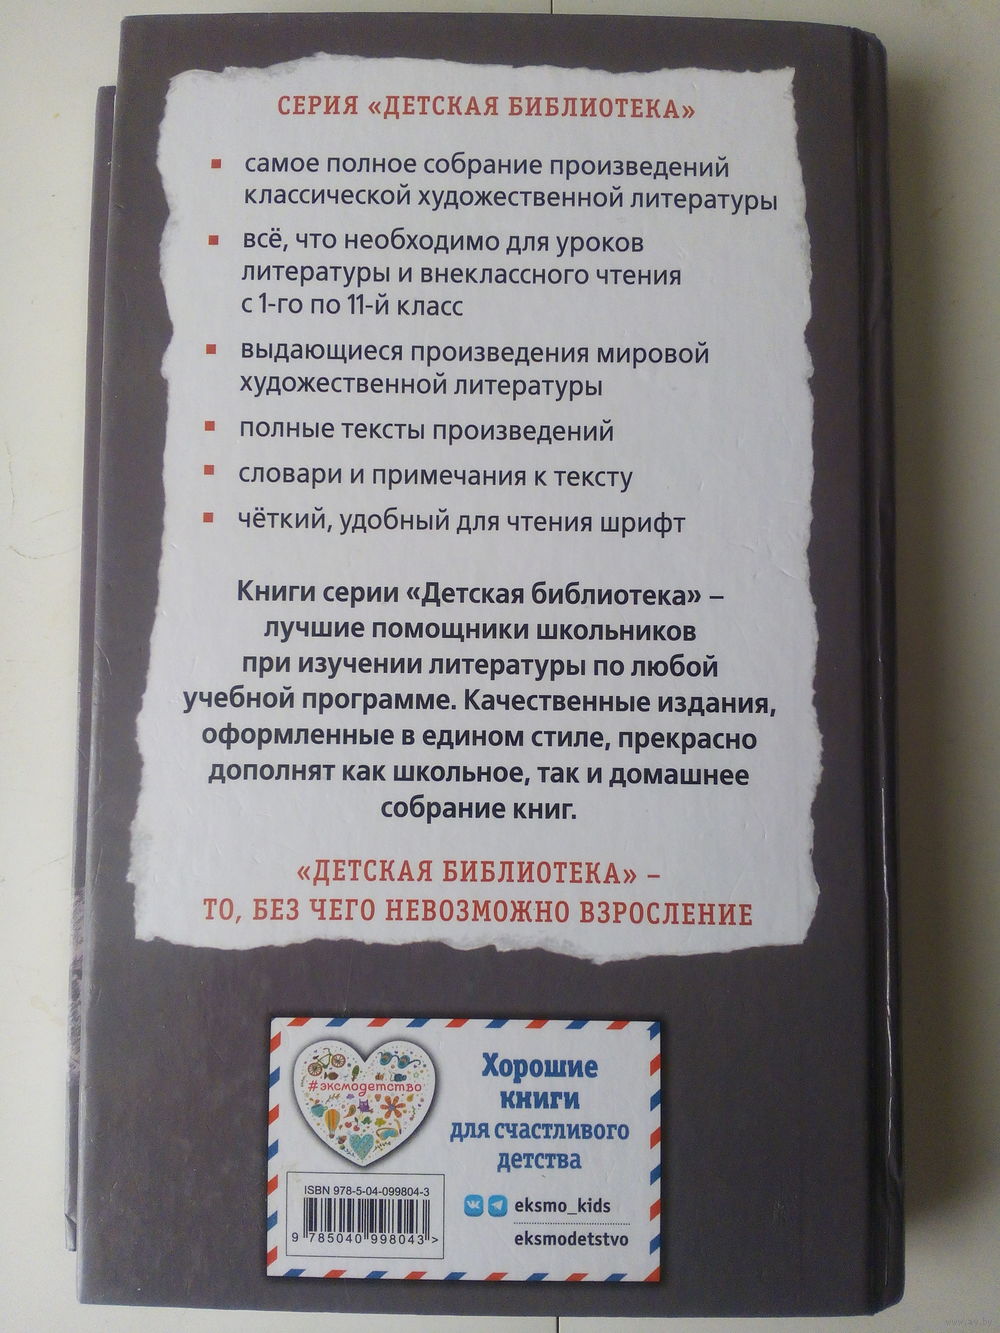 СЕРИЯ «ДЕТСКАЯ БИБЛИОТЕКА»
▪ самое полное собрание произведений
классической художественной литературы
▪ всё, что необходимо для уроков
литературы и внеклассного чтения
с 1-го по 11-й класс
▪ выдающиеся произведения мировой
художественной литературы
▪ полные тексты произведений
▪ словари и примечания к тексту
▪ чёткий, удобный для чтения шрифт
Книги серии «Детская библиотека» –
лучшие помощники школьников
при изучении литературы по любой
учебной программе. Качественные издания,
оформленные в едином стиле, прекрасно
дополнят как школьное, так и домашнее
собрание книг.
«ДЕТСКАЯ БИБЛИОТЕКА» –
ТО, БЕЗ ЧЕГО НЕВОЗМОЖНО ВЗРОСЛЕНИЕ
#эксмодетство
Хорошие
книги
для счастливого
детства
ISBN 978-5-04-099804-3
9 785040 998043 >
eksmo_kids
eksmodetstvo
www.ay.by